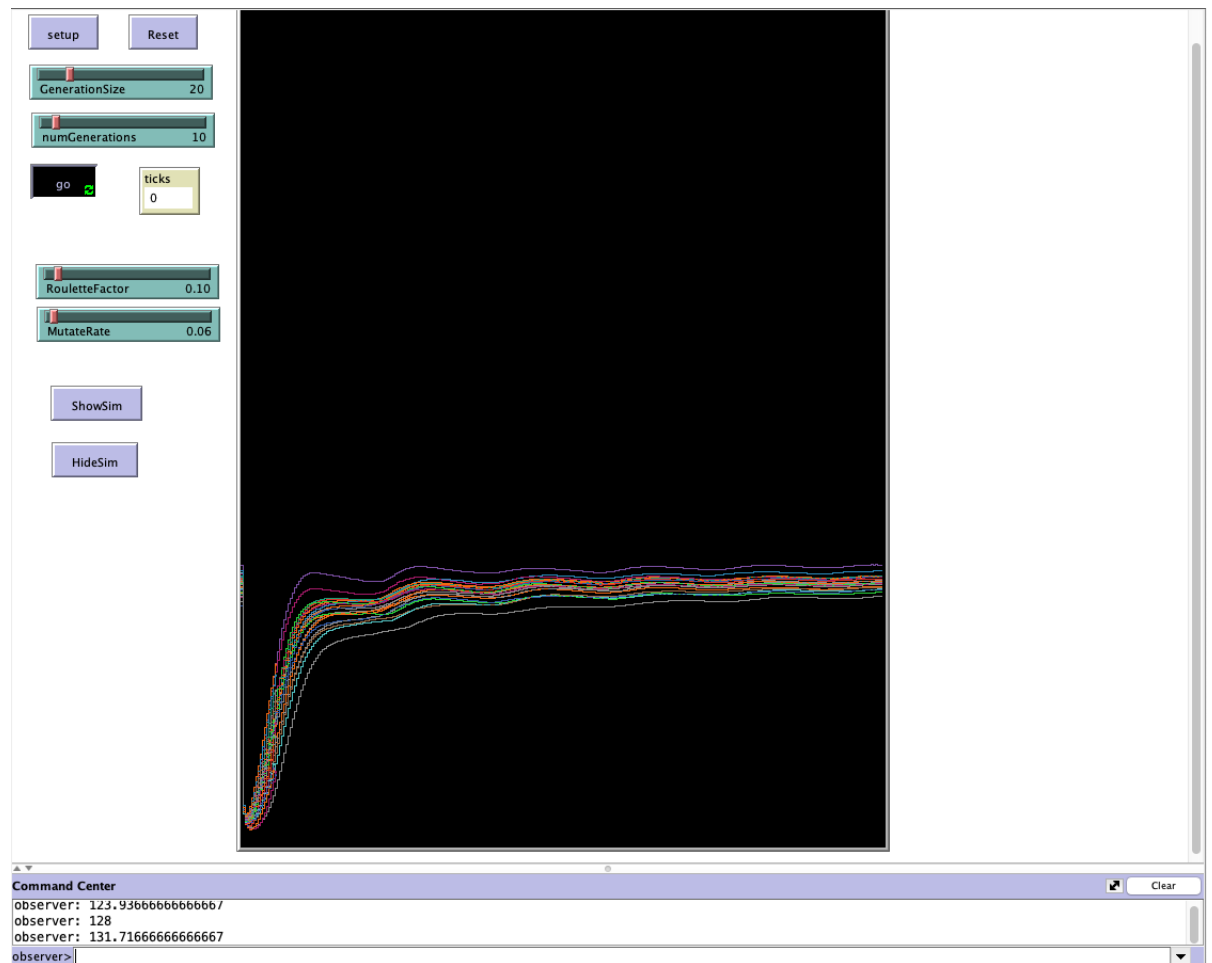 setup Reset
GenerationSize 20
numGenerations 10
go ticks
0
RouletteFactor 0.10
MutateRate 0.06
ShowSim
HideSim
Command Center Clear
observer: 123.93666666666667
observer: 128
observer: 131.71666666666667
observer>